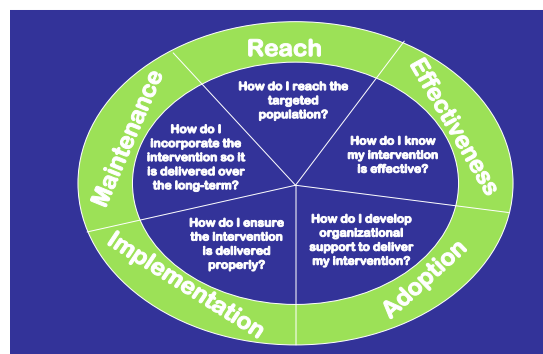 Reach
How do I reach the
targeted
population?
Effectiveness
How do I know
my intervention
is effective?
Adoption
How do I develop
organizational
support to deliver
my intervention?
Implementation
How do I ensure
the intervention
is delivered
properly?
Maintenance
How do I
incorporate the
intervention so it
is delivered over
the long-term?